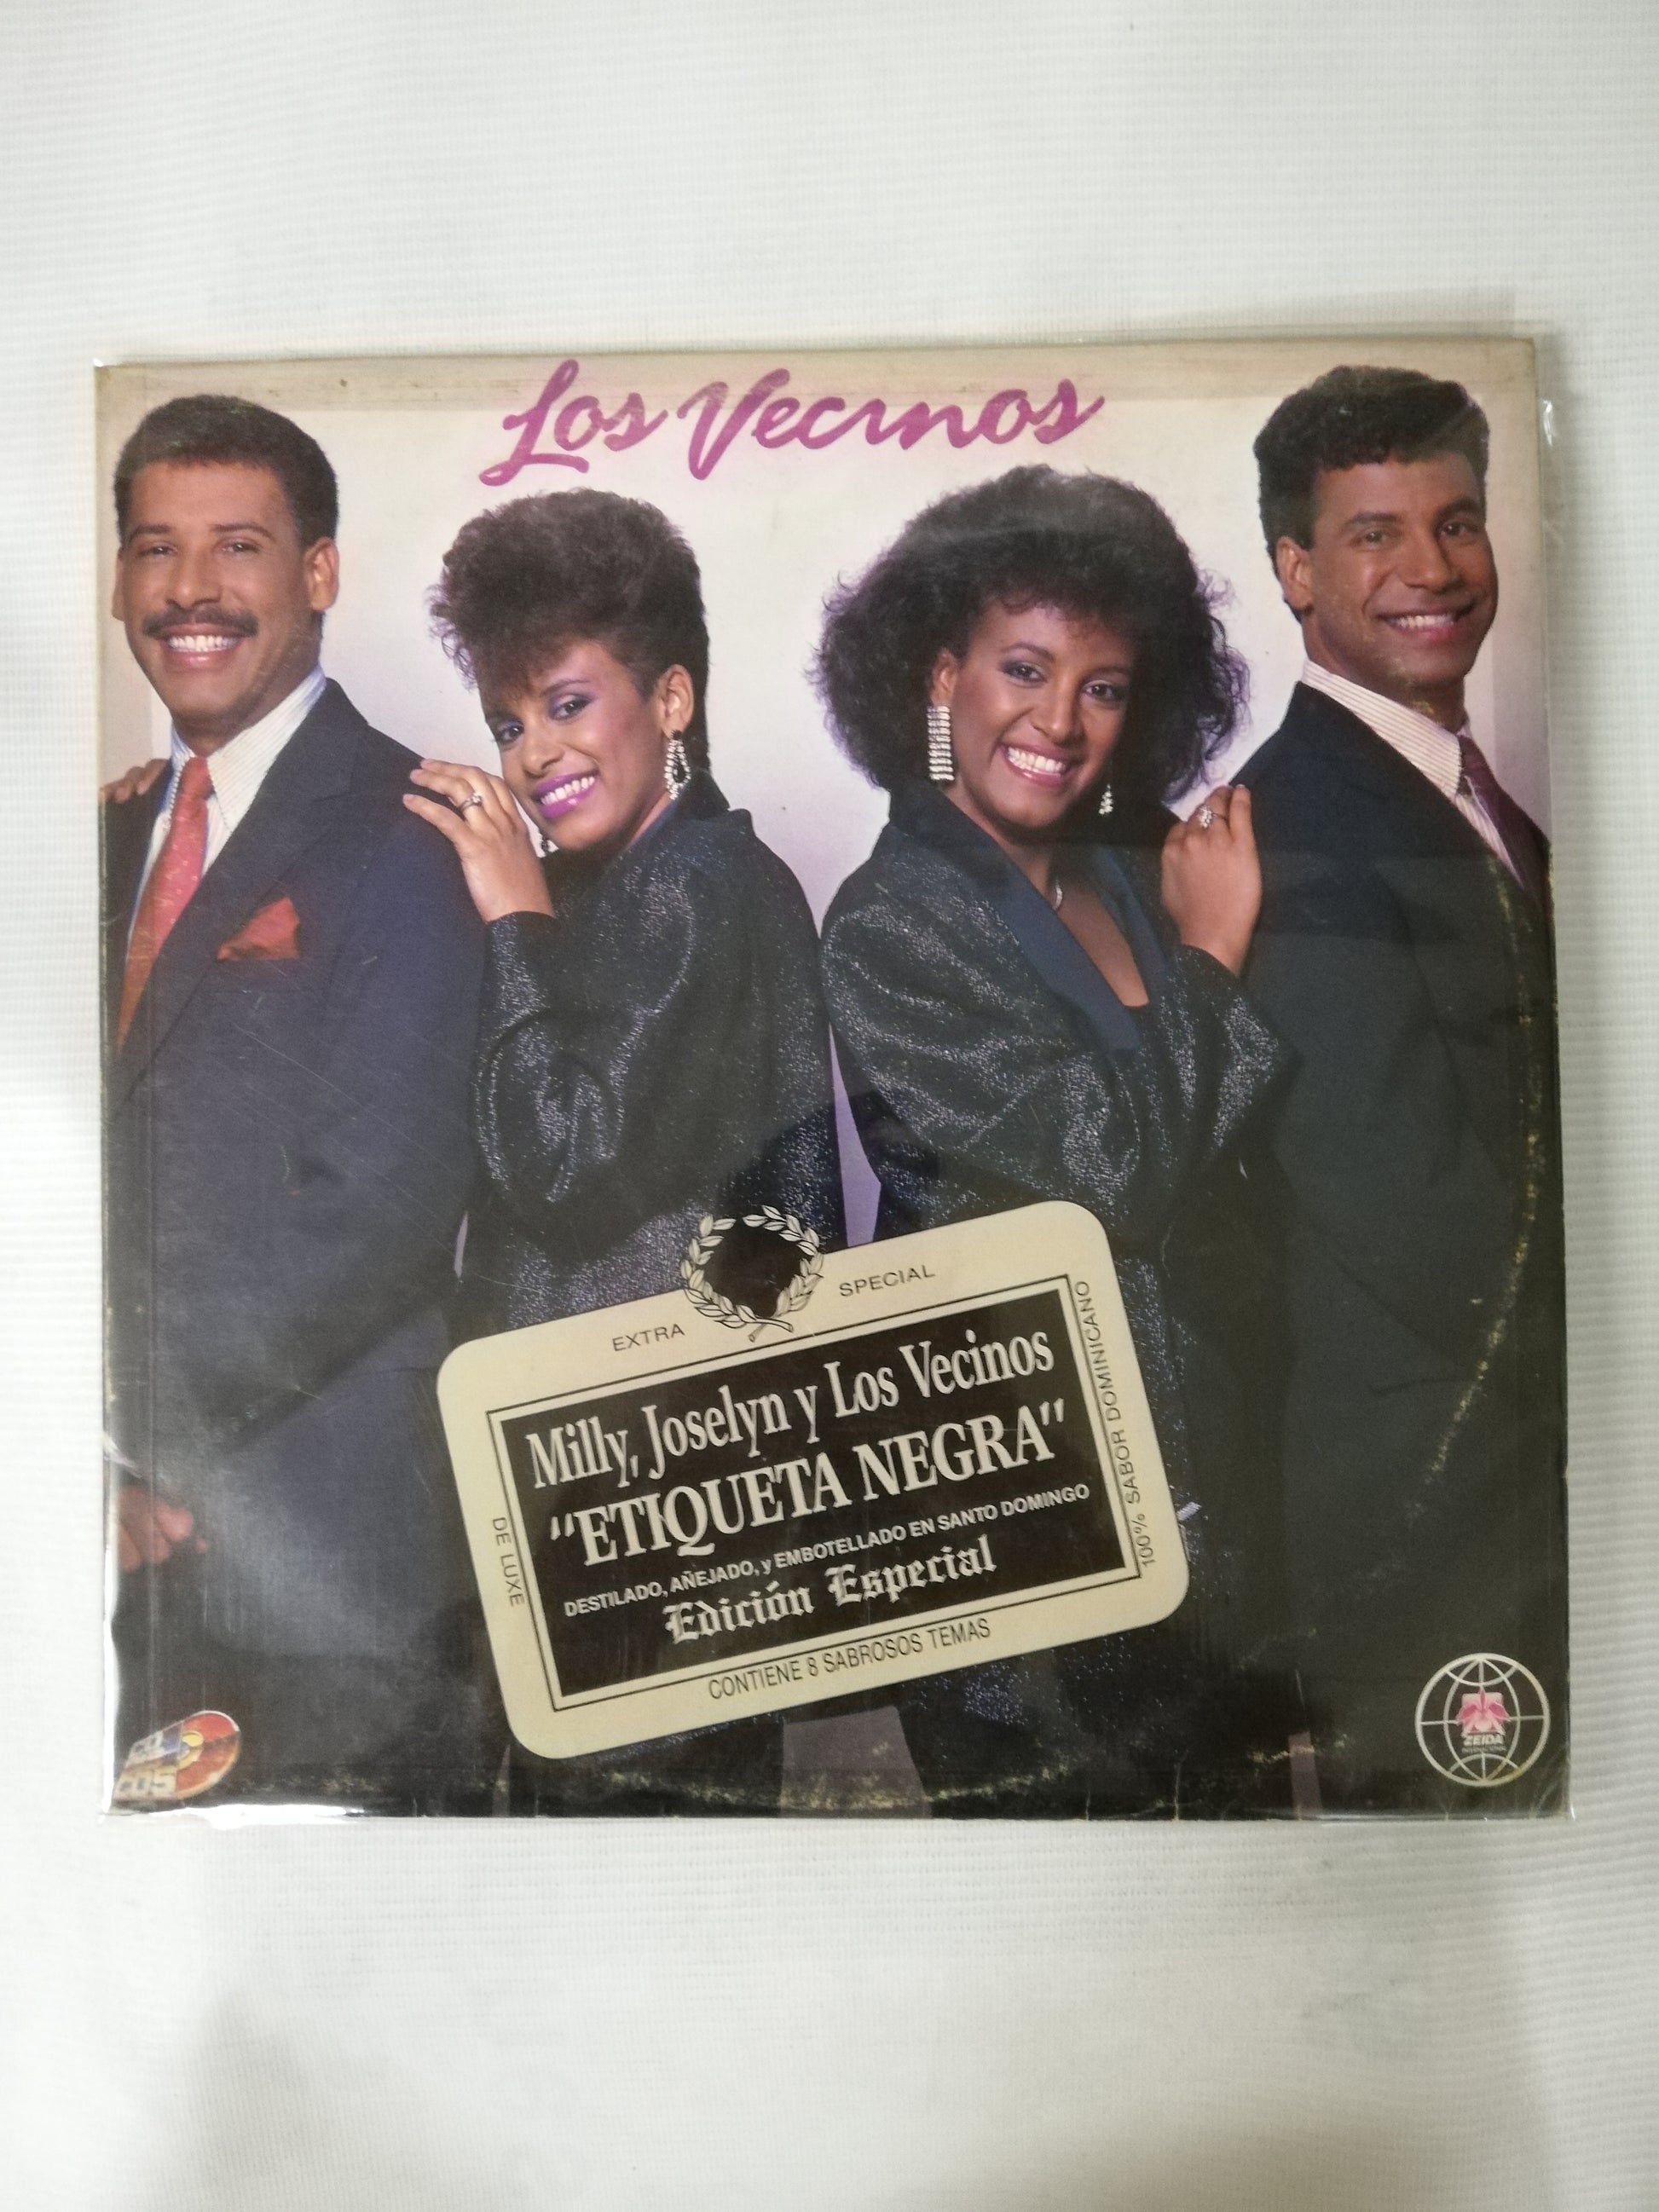 Los Vecinos
EXTRA SPECIAL
Milly, Joselyn y Los Vecinos
"ETIQUETA NEGRA"
DESTILADO, AÑEJADO, y EMBOTELLADO EN SANTO DOMINGO
Edición Especial
CONTIENE 8 SABROSOS TEMAS
DE LUXE
100% SABOR DOMINICANO
ZEIDA
INTERNACIONAL